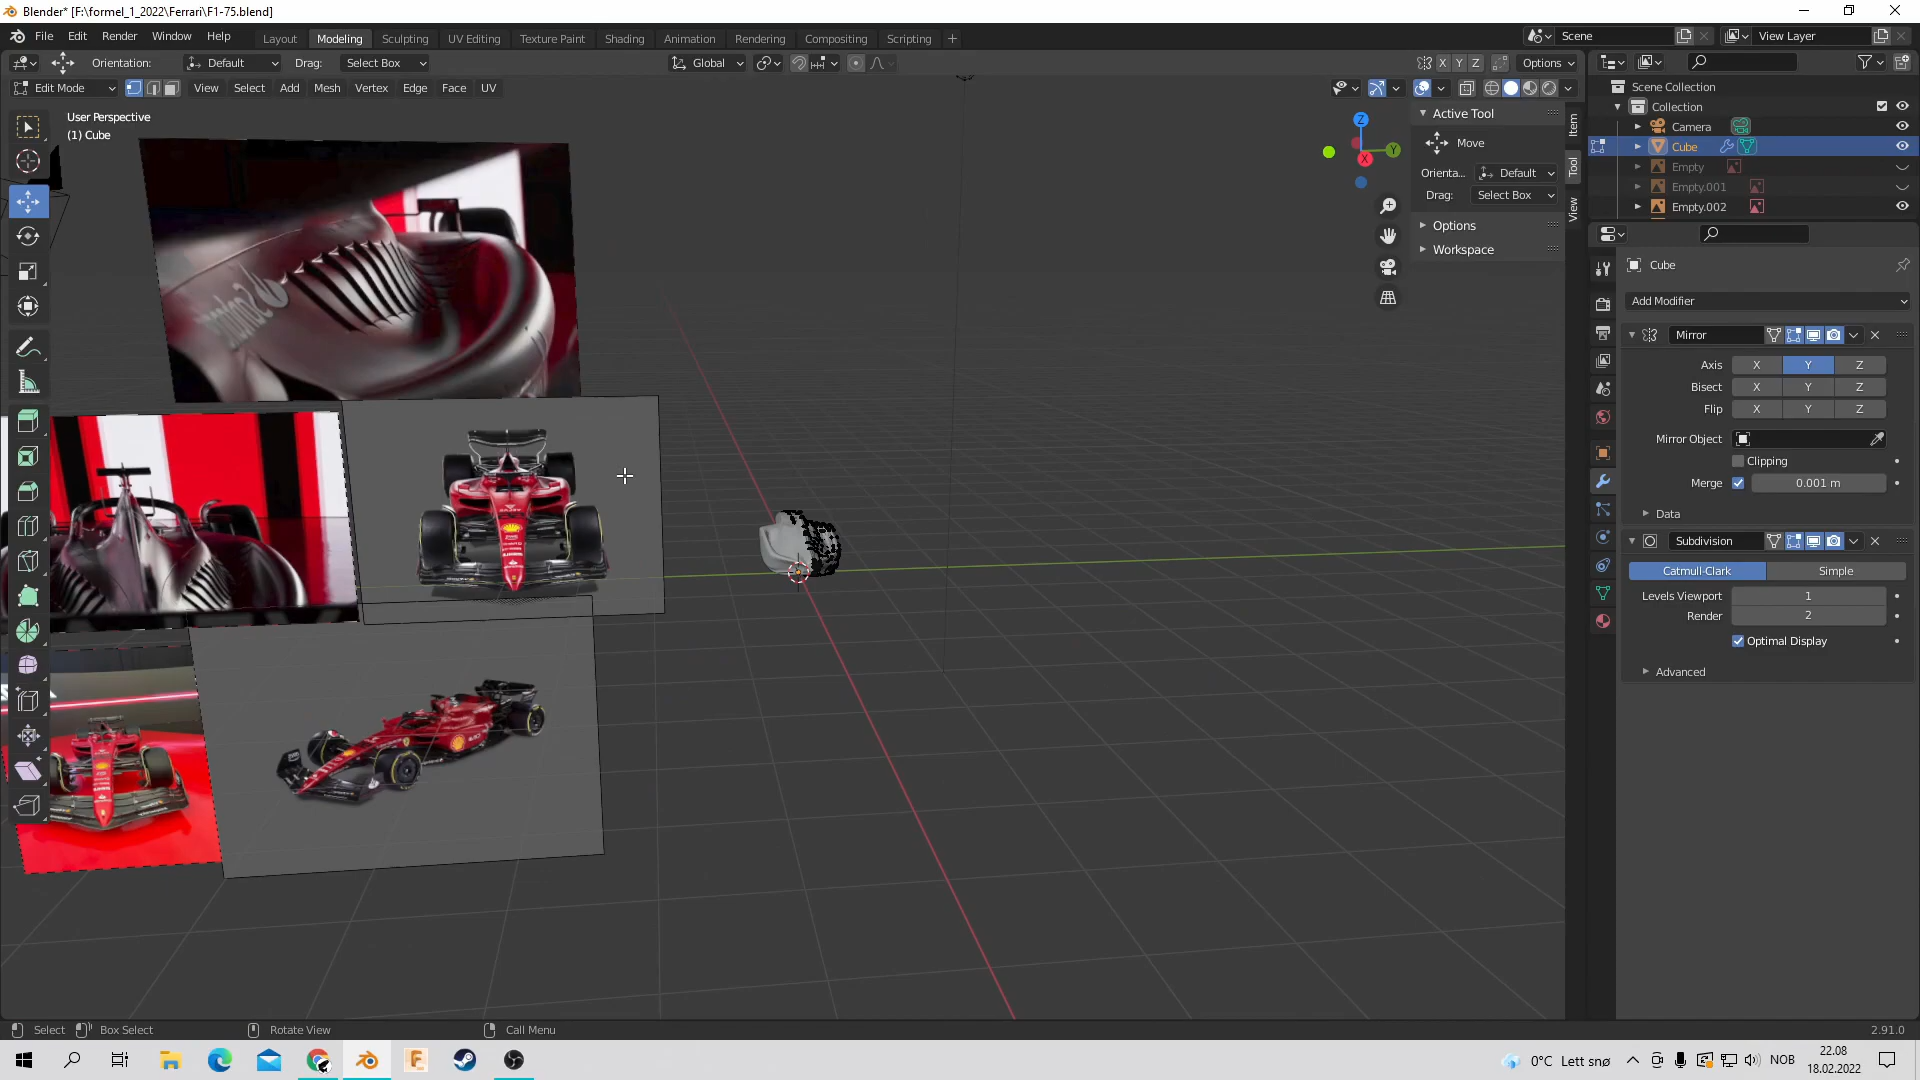 Blender* [F:\formel_1_2022\Ferrari\F1-75.blend]
File Edit Render Window Help
Layout Modeling Sculpting UV Editing Texture Paint Shading Animation Rendering Compositing Scripting
Scene View Layer
Orientation: Default Drag: Select Box Global X Y Z Options
Edit Mode View Select Add Mesh Vertex Edge Face UV
User Perspective
(1) Cube
Z
Y
X
Active Tool
Move
Orienta... Default
Drag: Select Box
Options
Workspace
Item
Tool
View
Scene Collection
Collection
Camera
Cube
Empty
Empty.001
Empty.002
Cube
Add Modifier
Mirror
Axis X Y Z
Bisect X Y Z
Flip X Y Z
Mirror Object
Clipping
Merge 0.001 m
Data
Subdivision
Catmull-Clark Simple
Levels Viewport 1
Render 2
Optimal Display
Advanced
Select Box Select Rotate View Call Menu 2.91.0
0°C Lett snø NOB 22.08
18.02.2022